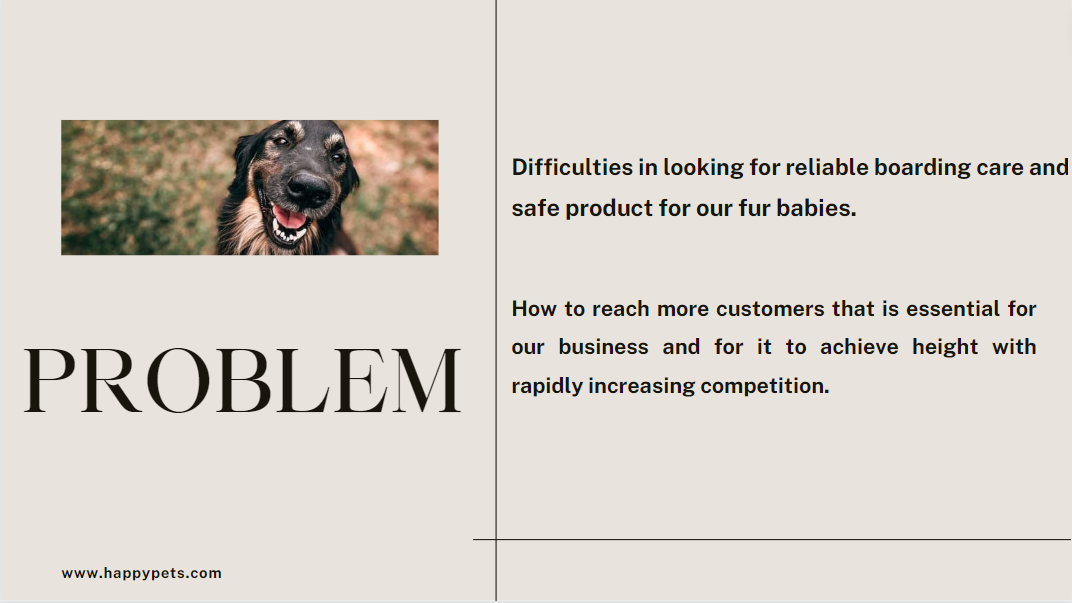 PROBLEM
www.happypets.com
Difficulties in looking for reliable boarding care and
safe product for our fur babies.
How to reach more customers that is essential for
our business and for it to achieve height with
rapidly increasing competition.